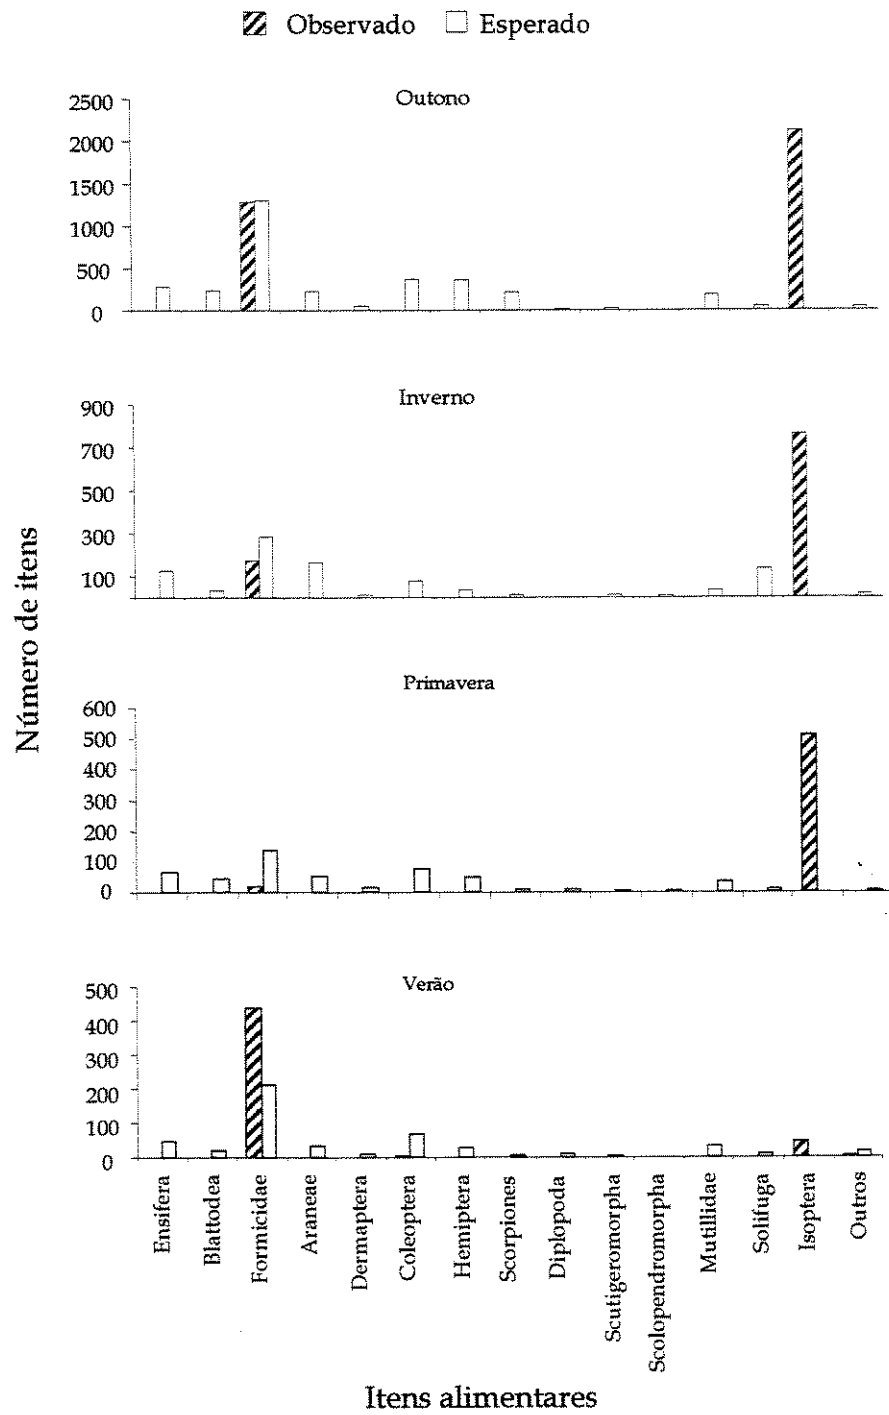 Observado Esperado
Outono
2500
2000
1500
1000
500
0
Inverno
900
700
500
300
100
Primavera
600
500
400
300
200
100
0
Verão
500
400
300
200
100
0
Número de itens
Ensifera
Blattodea
Formicidae
Araneae
Dermaptera
Coleoptera
Hemiptera
Scorpiones
Diplopoda
Scutigeromorpha
Scolopendromorpha
Mutillidae
Solifuga
Isoptera
Outros
Itens alimentares